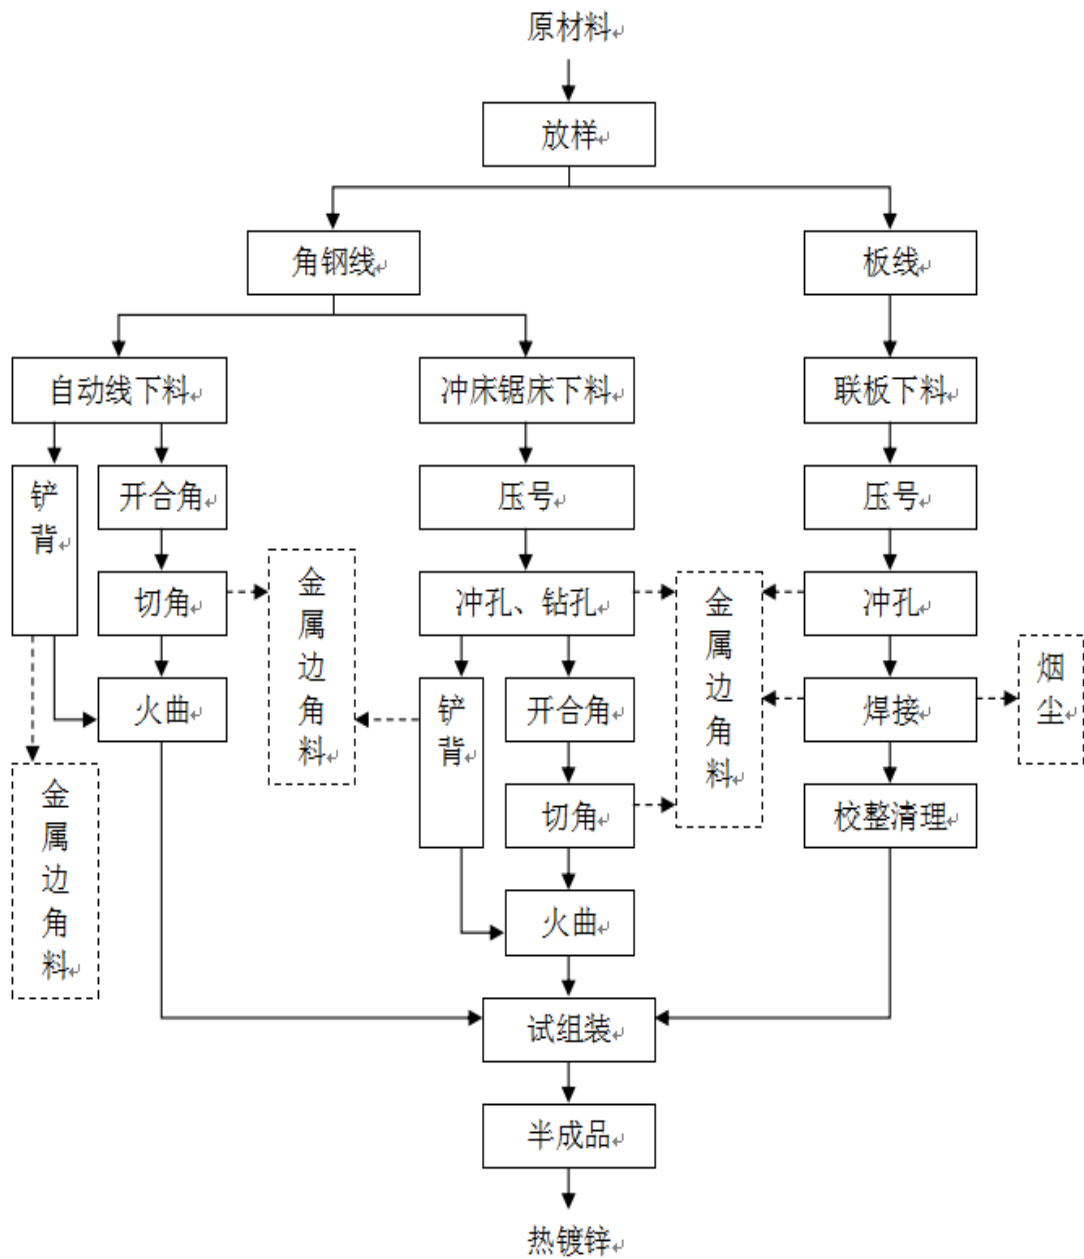 原材料
放样
角钢线
板线
自动线下料
冲床锯床下料
联板下料
铲
背
开合角
压号
压号
切角
金
属
边
角
料
冲孔、钻孔
金
属
边
角
料
冲孔
烟
尘
火曲
铲
背
开合角
焊接
金
属
边
角
料
切角
校整清理
火曲
试组装
半成品
热镀锌